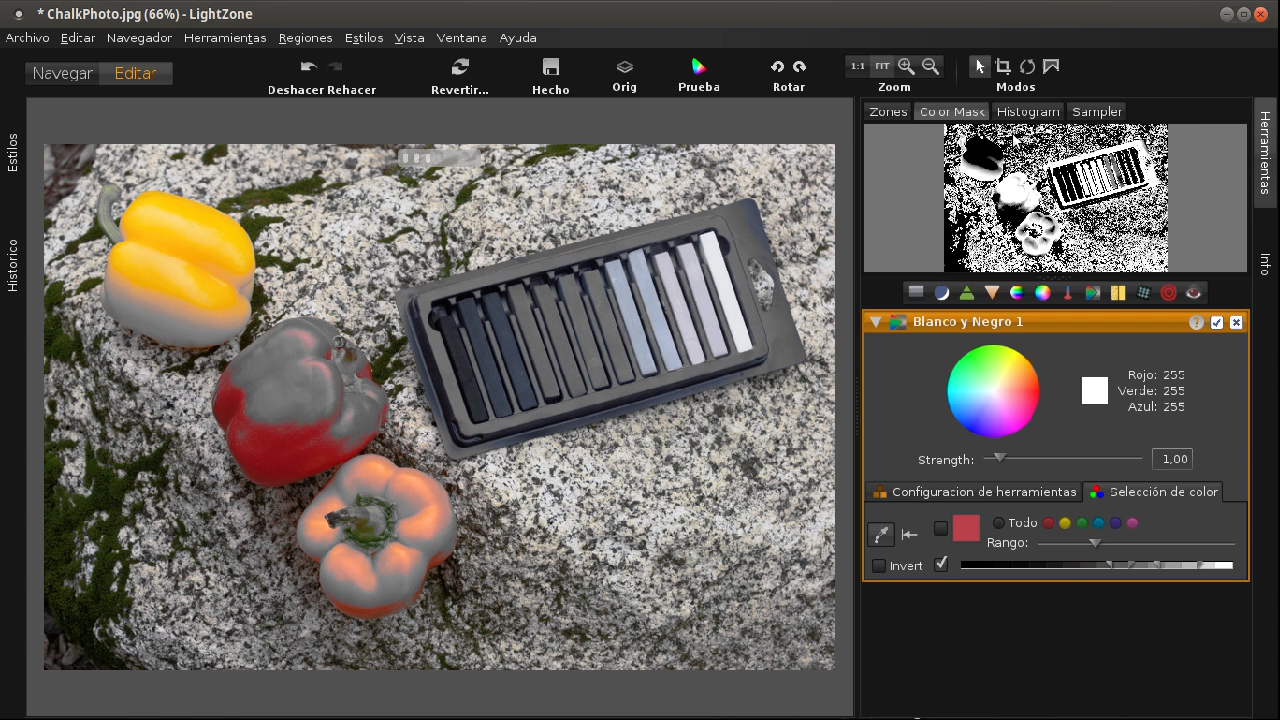 * ChalkPhoto.jpg (66%) - LightZone
Archivo Editar Navegador Herramientas Regiones Estilos Vista Ventana Ayuda
Navegar Editar
Deshacer Rehacer Revertir... Hecho Orig Prueba Rotar 1:1 FIT Zoom Modos
Estilos
Historico
Zones Color Mask Histogram Sampler
Herramientas
Info
Blanco y Negro 1 ?
Rojo: 255
Verde: 255
Azul: 255
Strength: 1,00
Configuracion de herramientas Selección de color
Todo
Rango:
Invert